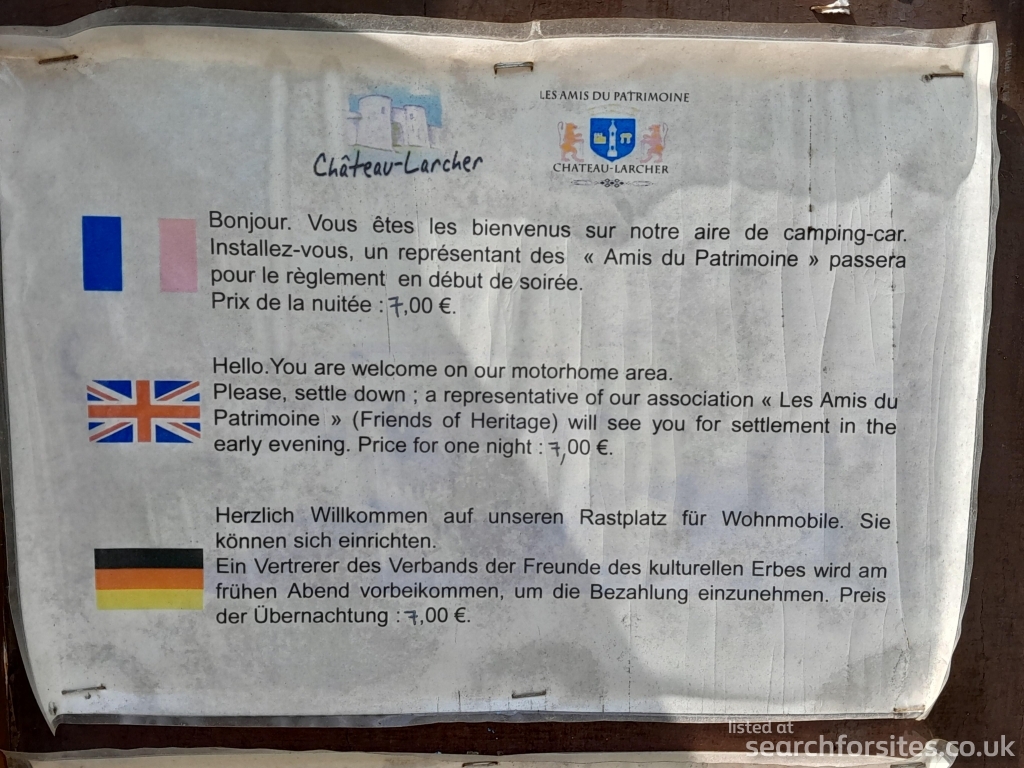 Château-Larcher
LES AMIS DU PATRIMOINE
CHATEAU-LARCHER
Bonjour. Vous êtes les bienvenus sur notre aire de camping-car.
Installez-vous, un représentant des « Amis du Patrimoine » passera
pour le règlement en début de soirée.
Prix de la nuitée : 7,00 €.
Hello.You are welcome on our motorhome area.
Please, settle down ; a representative of our association « Les Amis du
Patrimoine » (Friends of Heritage) will see you for settlement in the
early evening. Price for one night : 7,00 €.
Herzlich Willkommen auf unseren Rastplatz für Wohnmobile. Sie
können sich einrichten.
Ein Vertrerer des Verbands der Freunde des kulturellen Erbes wird am
frühen Abend vorbeikommen, um die Bezahlung einzunehmen. Preis
der Übernachtung : 7,00 €.
listed at
searchforsites.co.uk